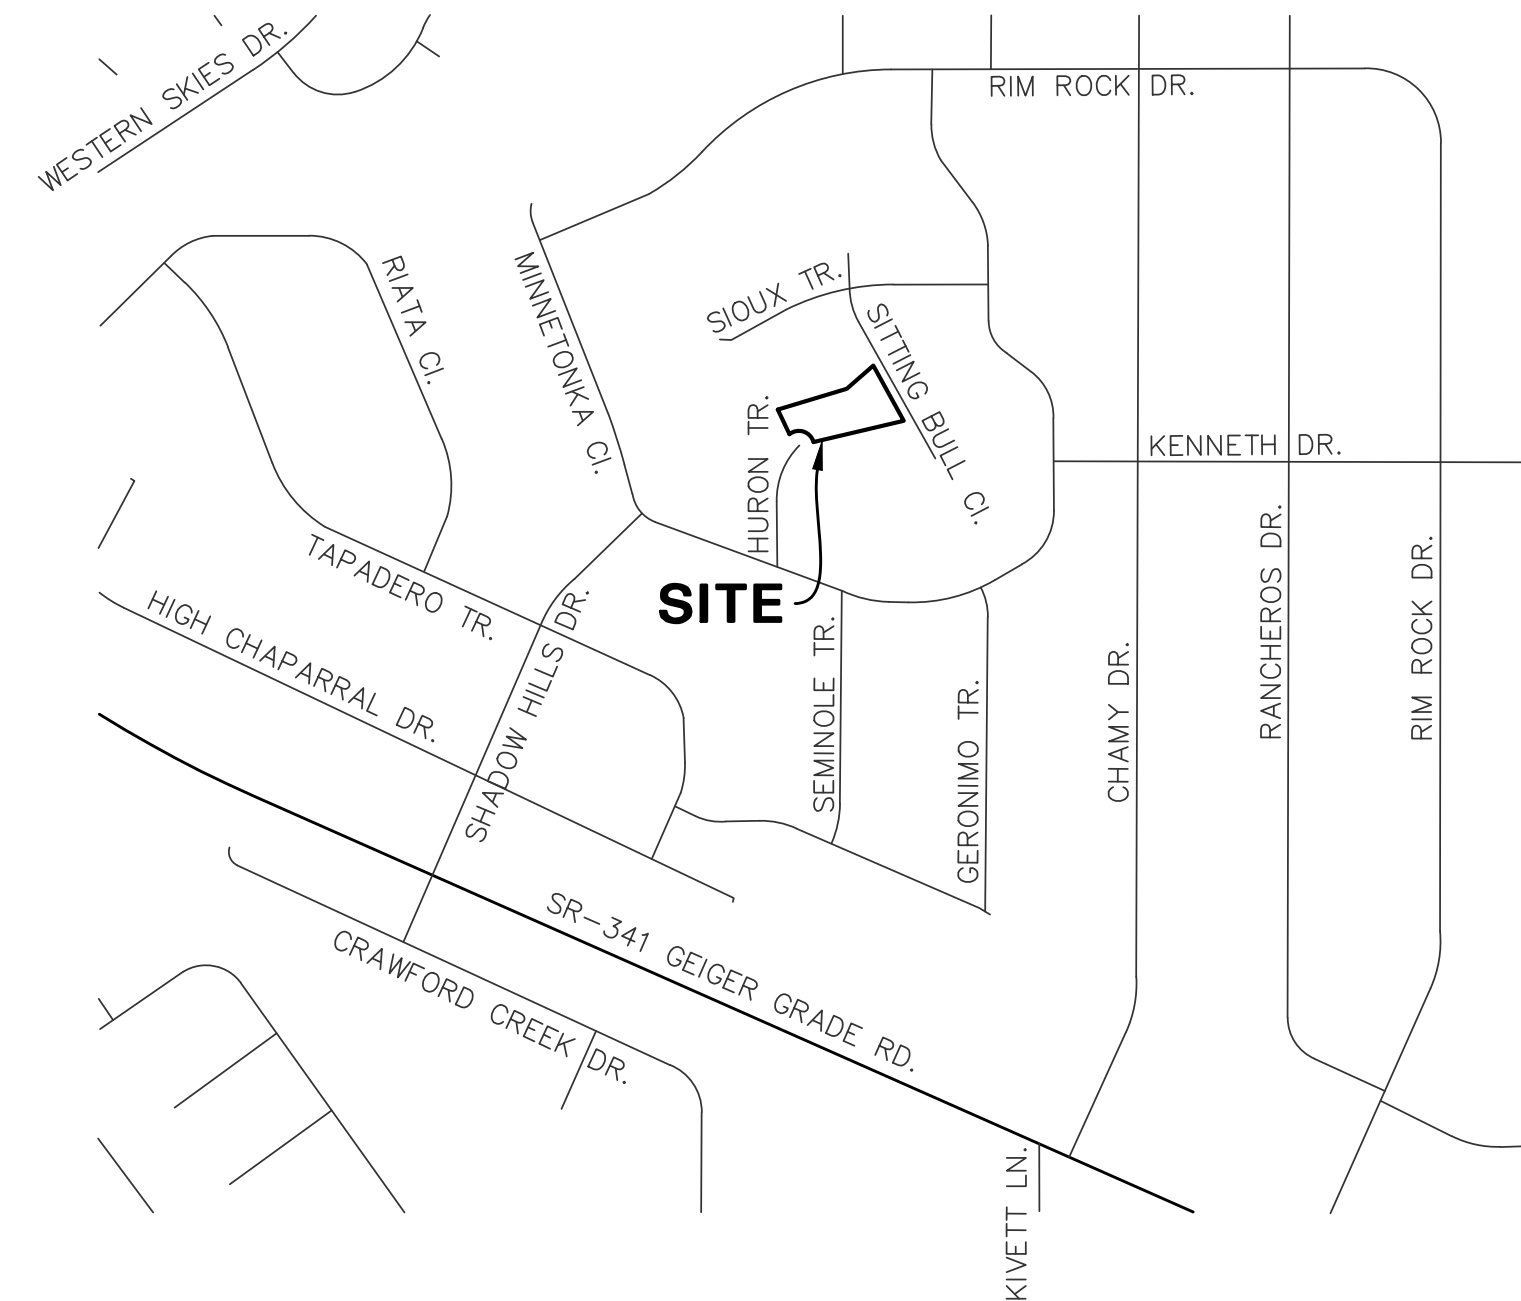 WESTERN SKIES DR.
RIM ROCK DR.
RIATA CI.
MINNETONKA CI.
SIOUX TR.
SITTING BULL CI.
HURON TR.
KENNETH DR.
TAPADERO TR.
HIGH CHAPARRAL DR.
SHADOW HILLS DR.
SITE
SEMINOLE TR.
GERONIMO TR.
CHAMY DR.
RANCHEROS DR.
RIM ROCK DR.
SR-341 GEIGER GRADE RD.
CRAWFORD CREEK DR.
KIVETT LN.